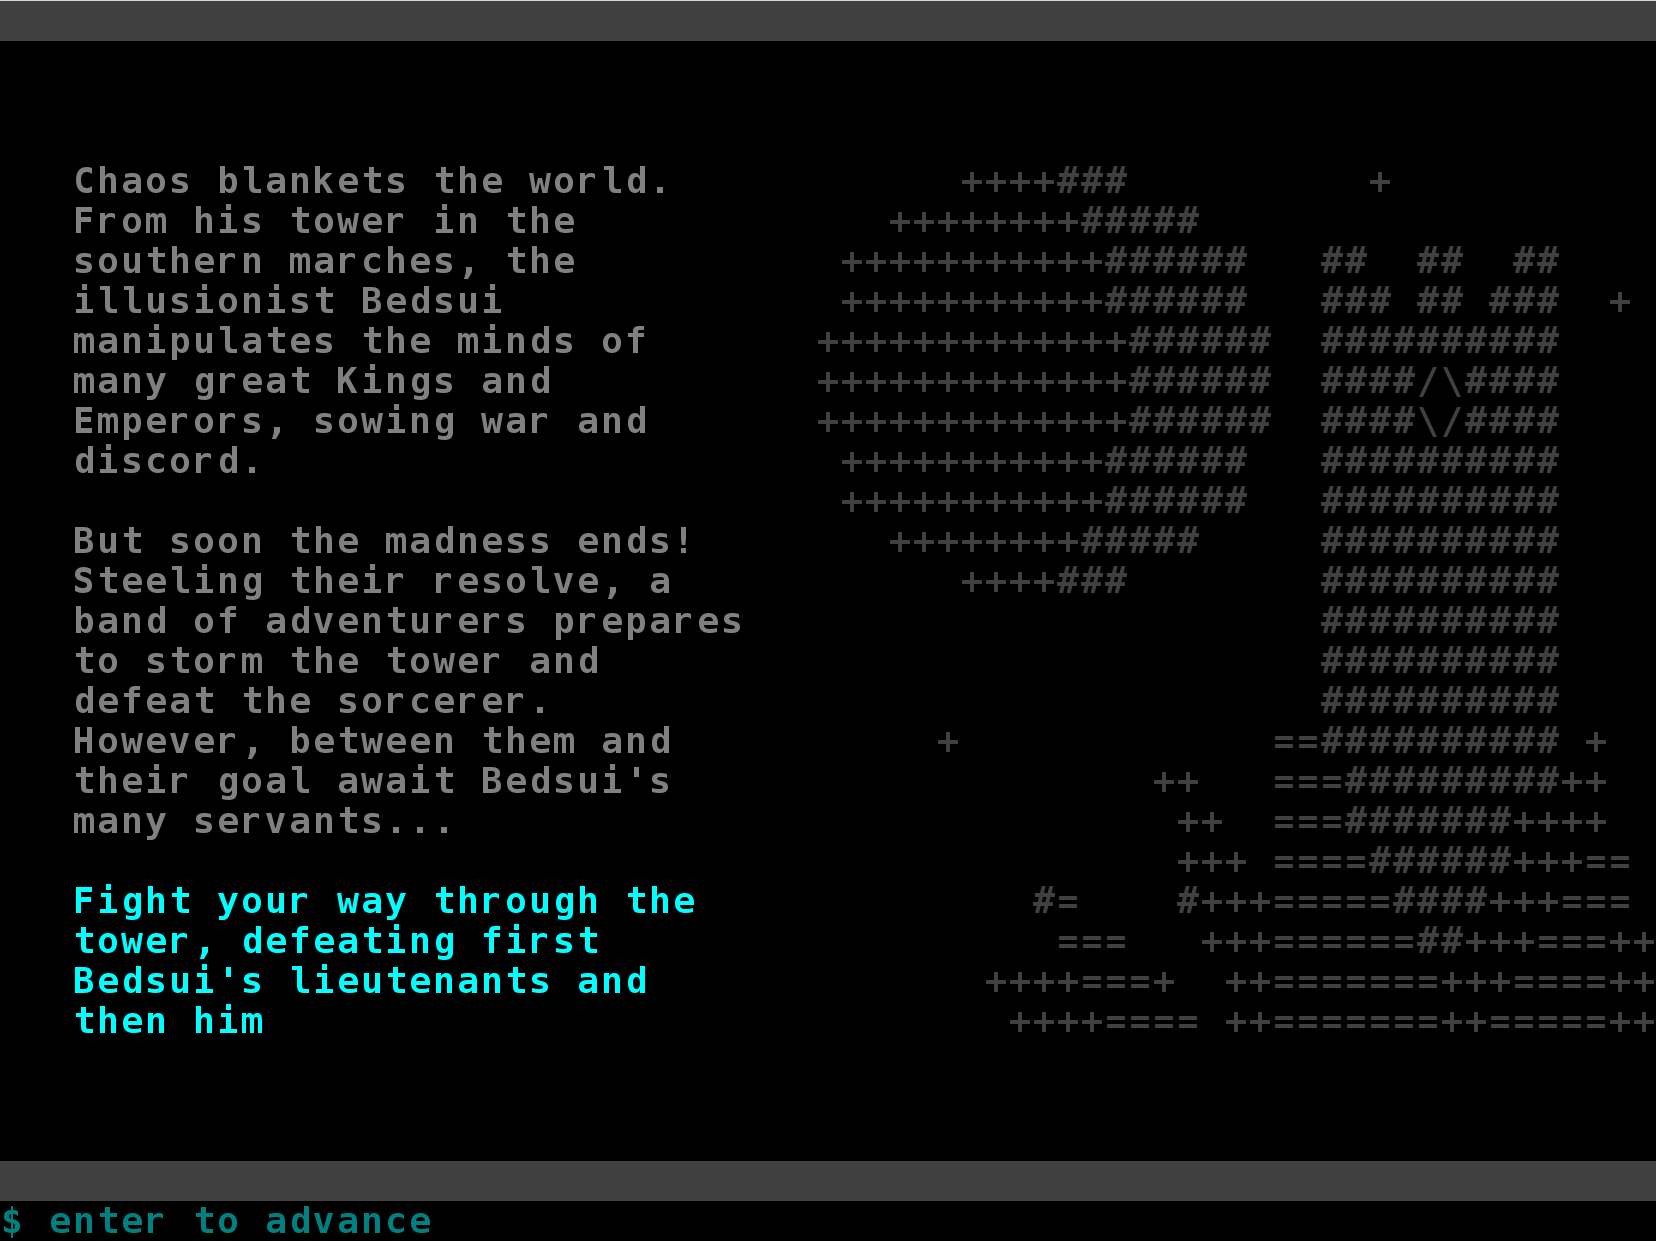 Chaos blankets the world.
From his tower in the
southern marches, the
illusionist Bedsui
manipulates the minds of
many great Kings and
Emperors, sowing war and
discord.
But soon the madness ends!
Steeling their resolve, a
band of adventurers prepares
to storm the tower and
defeat the sorcerer.
However, between them and
their goal await Bedsui's
many servants...
Fight your way through the
tower, defeating first
Bedsui's lieutenants and
then him
$ enter to advance